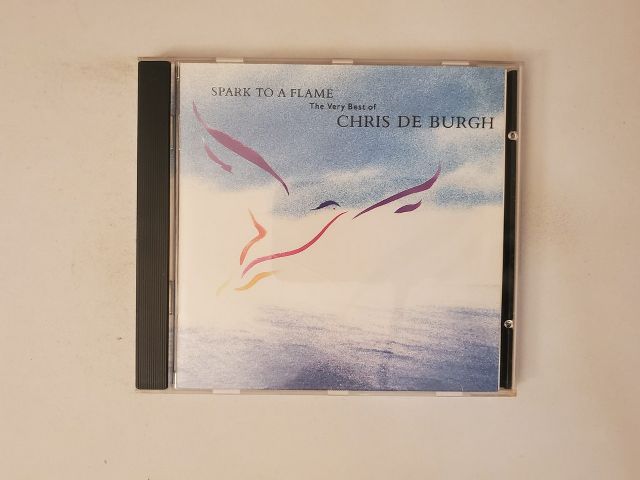 SPARK TO A FLAME
The Very Best of
CHRIS DE BURGH